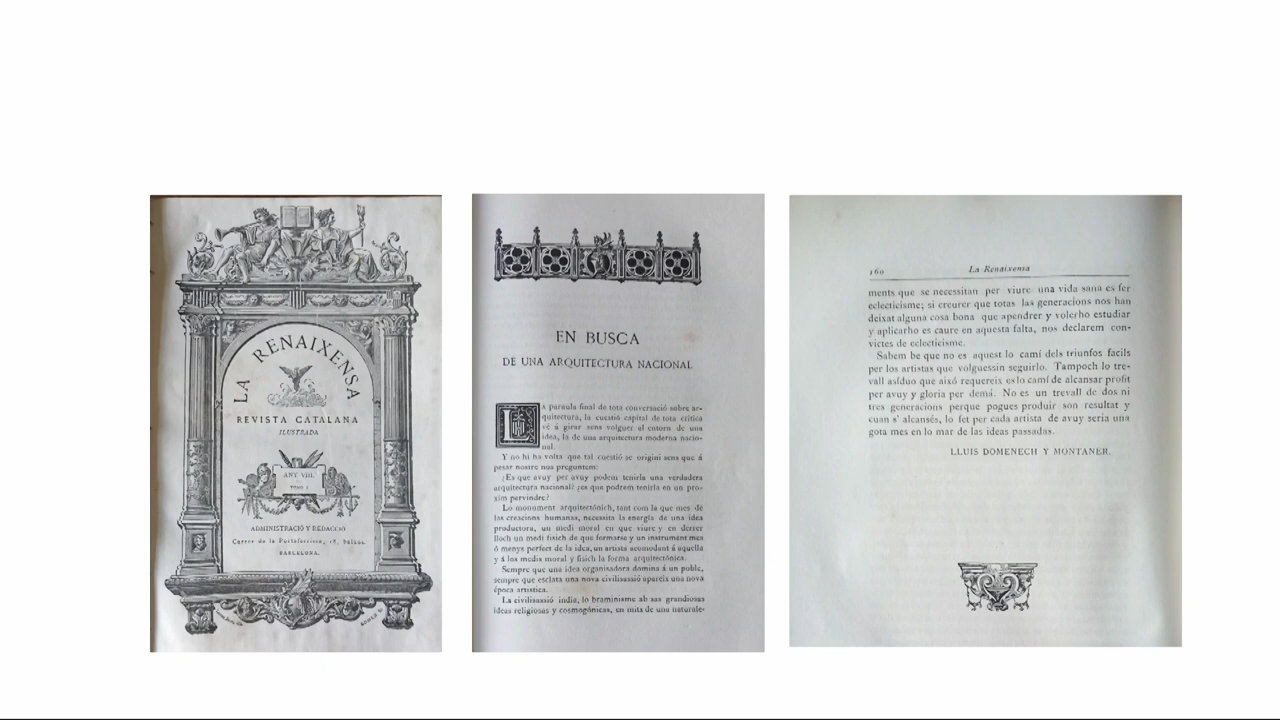 LA RENAIXENSA
REVISTA CATALANA
ILUSTRADA
ANY VIII.
TOMO I
ADMINISTRACIÓ Y REDACCIÓ
Carrer de la Portaferrissa, 18, baixos.
BARCELONA.
EN BUSCA
DE UNA ARQUITECTURA NACIONAL
La paraula final de tota conversació sobre ar-
quitectura, la cuestió capital de tota crítica
vé á girar sens volguer al entorn de una
idea, la de una arquitectura moderna nacio-
nal.
Y no hi ha volta que tal cuestió se origini sens que á
pesar nostre nos preguntem:
¿Es que avuy per avuy podem tenirla una verdadera
arquitectura nacional? ¿es que podrem tenirla en un pro-
xim pervindre?
Lo monument arquitectónich, tant com la que mes de
las creacions humanas, necessita la energía de una idea
productora, un medi moral en que viure y en derrer
lloch un medi físich de que formarse y un instrument mes
ó menys perfect de la idea, un artista acomodant á aquella
y á los medis moral y físich la forma arquitectónica.
Sempre que una idea organisadora domina á un poble,
sempre que esclata una nova civilisassió apareix una nova
época artística.
La civilisassió india, lo braminisme ab sas grandiosas
ideas religiosas y cosmogónicas, en mitx de una naturale-
160 La Renaixensa
ments que se necessitan per viure una vida sana es fer
eclecticisme; si creurer que totas las generacions nos han
deixat alguna cosa bona que apendrer y volerho estudiar
y aplicarho es caure en aquesta falta, nos declarem con-
victes de eclecticisme.
Sabem be que no es aquest lo camí dels triunfos facils
per los artistas que volguessin seguirlo. Tampoch lo tre-
vall asíduo que aixó requereix es lo camí de alcansar profit
per avuy y gloria per demá. No es un trevall de dos ni
tres generacions perque pogues produir son resultat y
cuan s' alcansés, lo fet per cada artista de avuy seria una
gota mes en lo mar de las ideas passadas.
LLUIS DOMENECH Y MONTANER.